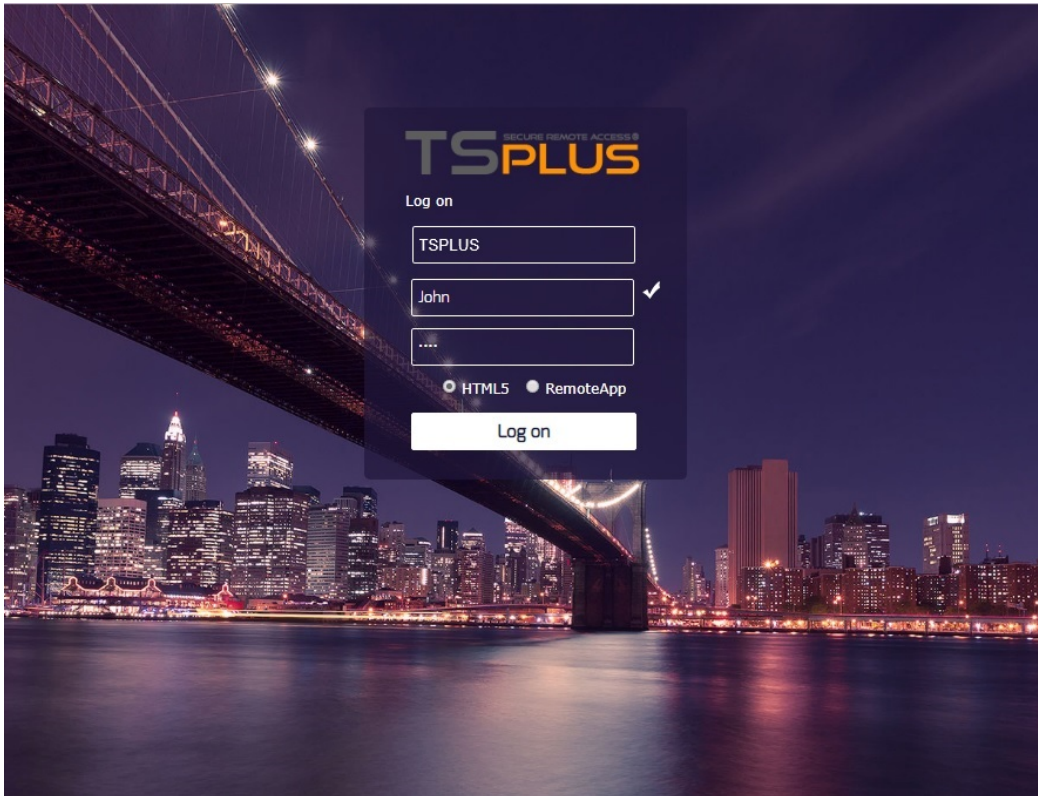 SECURE REMOTE ACCESS®
TSPLUS
Log on
TSPLUS
John
····
HTML5 RemoteApp
Log on